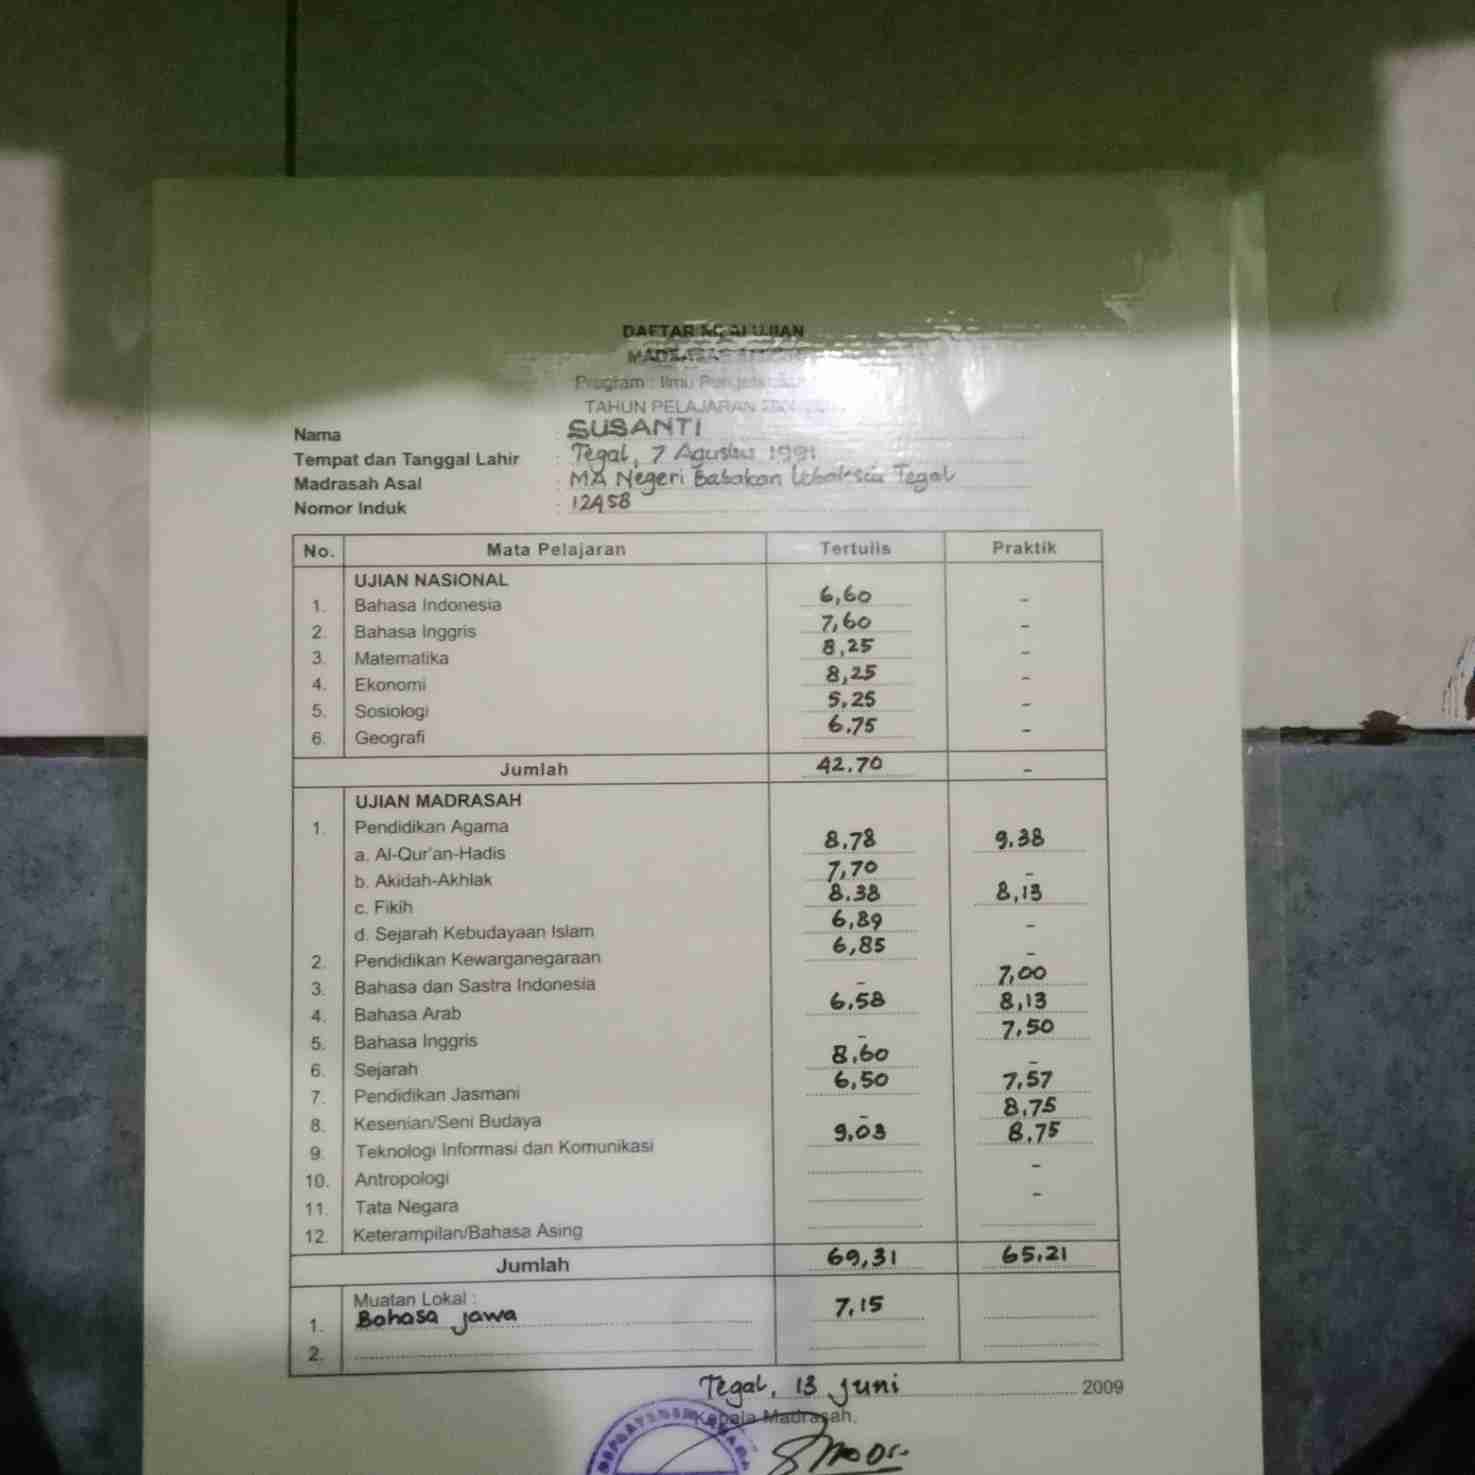 DAFTAR NILAI UJIAN
MADRASAH
Program : Ilmu
TAHUN PELAJARAN
Nama : SUSANTI
Tempat dan Tanggal Lahir : Tegal, 7 Agustus 1991
Madrasah Asal : MA Negeri Babakan Lebaksiu Tegal
Nomor Induk : 12458
No. Mata Pelajaran Tertulis Praktik
UJIAN NASIONAL
1. Bahasa Indonesia 6,60 -
2. Bahasa Inggris 7,60 -
3. Matematika 8,25 -
4. Ekonomi 8,25 -
5. Sosiologi 5,25 -
6. Geografi 6.75 -
Jumlah 42.70 -
UJIAN MADRASAH
1. Pendidikan Agama
a. Al-Qur'an-Hadis 8.78 9.38
b. Akidah-Akhlak 7,70 -
c. Fikih 8.38 8,13
d. Sejarah Kebudayaan Islam 6,89 -
2. Pendidikan Kewarganegaraan 6,85 -
3. Bahasa dan Sastra Indonesia - 7,00
4. Bahasa Arab 6,58 8,13
5. Bahasa Inggris - 7,50
6. Sejarah 8.60 -
7. Pendidikan Jasmani 6,50 7,57
8. Kesenian/Seni Budaya - 8,75
9. Teknologi Informasi dan Komunikasi 9,03 8.75
10. Antropologi -
11. Tata Negara -
12. Keterampilan/Bahasa Asing
Jumlah 69,31 65,21
Muatan Lokal :
1. Bahasa jawa 7,15
2.
Tegal, 13 juni 2009
Kepala Madrasah,